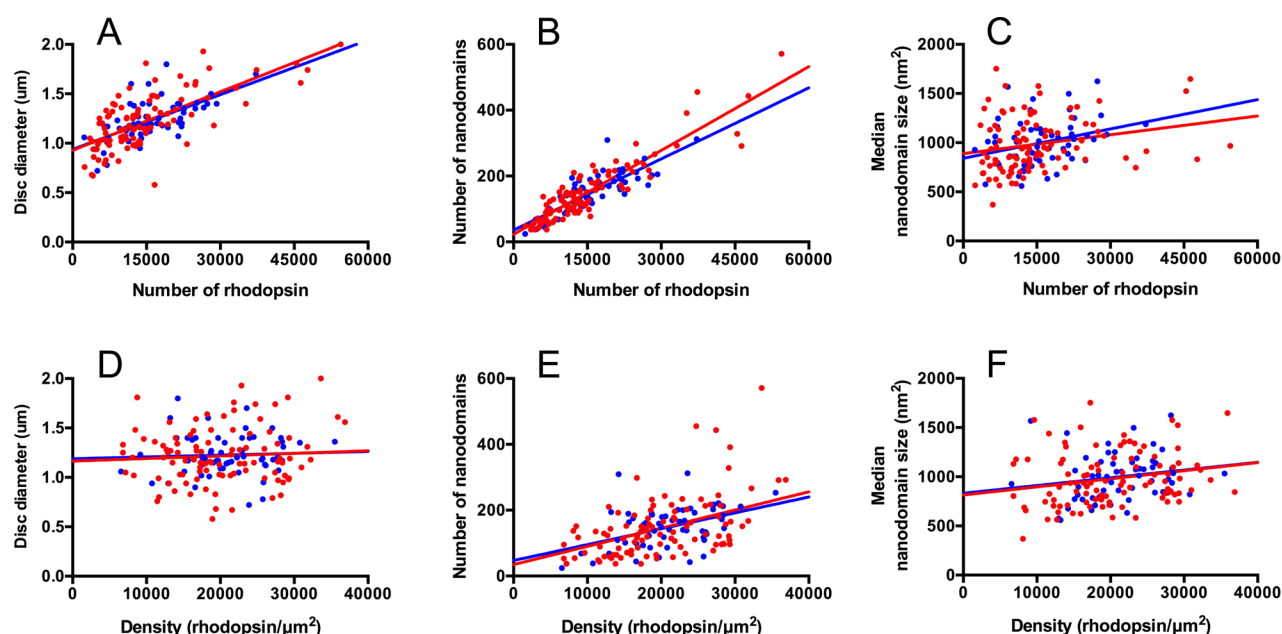 A
Disc diameter (um)
2.0
1.5
1.0
0.5
0.0
0 15000 30000 45000 60000
Number of rhodopsin
B
Number of nanodomains
600
400
200
0
0 15000 30000 45000 60000
Number of rhodopsin
C
Median
nanodomain size (nm²)
2000
1500
1000
500
0
0 15000 30000 45000 60000
Number of rhodopsin
D
Disc diameter (um)
2.0
1.5
1.0
0.5
0.0
0 10000 20000 30000 40000
Density (rhodopsin/µm²)
E
Number of nanodomains
600
400
200
0
0 10000 20000 30000 40000
Density (rhodopsin/µm²)
F
Median
nanodomain size (nm²)
2000
1500
1000
500
0
0 10000 20000 30000 40000
Density (rhodopsin/µm²)